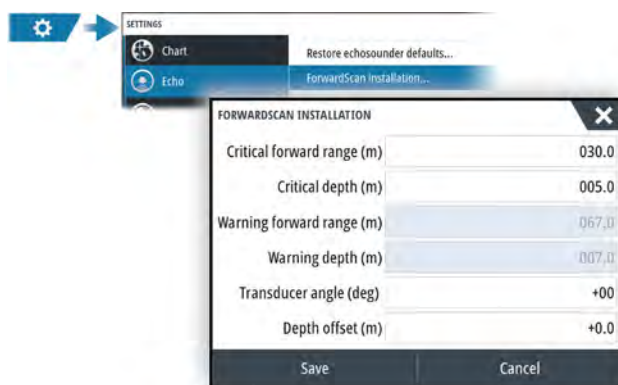 SETTINGS
Chart
Restore echosounder defaults...
Echo
ForwardScan Installation...
FORWARDSCAN INSTALLATION
Critical forward range (m) 030.0
Critical depth (m) 005.0
Warning forward range (m) 067.0
Warning depth (m) 007.0
Transducer angle (deg) +00
Depth offset (m) +0.0
Save Cancel